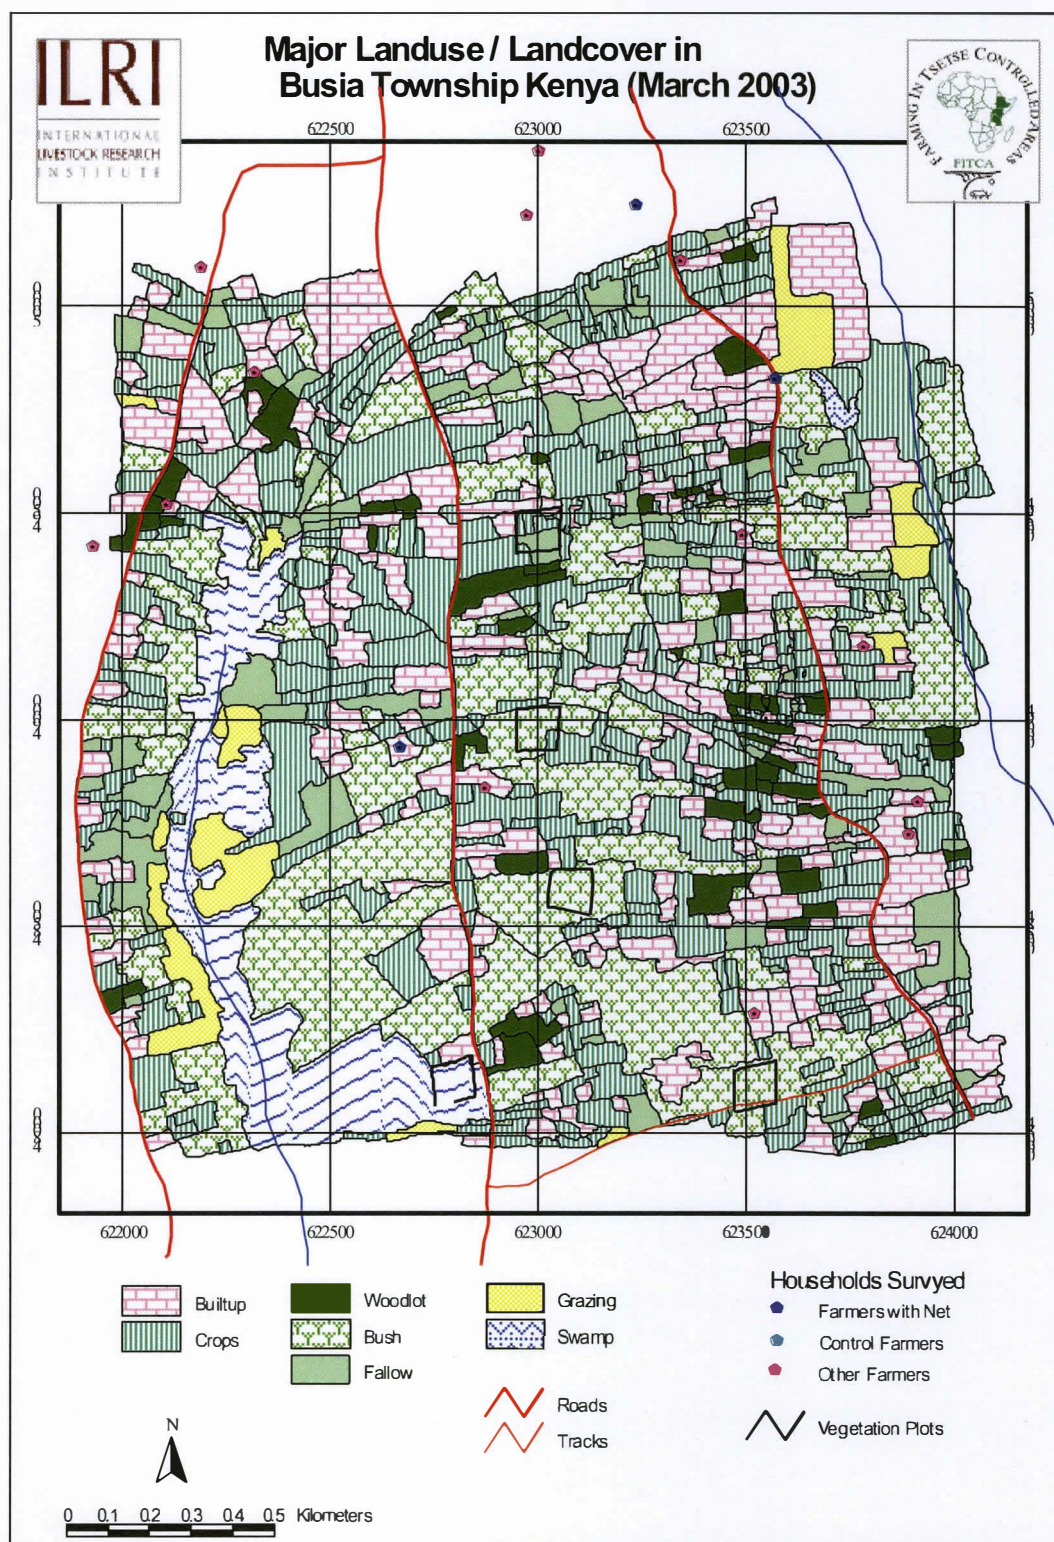 ILRI
INTERNATIONAL
LIVESTOCK RESEARCH
INSTITUTE
Major Landuse / Landcover in
Busia Township Kenya (March 2003)
FARMING IN TSETSE CONTROLLED AREAS
FITCA
622500 623000 623500
622000 622500 623000 623500 624000
Builtup
Crops
Woodlot
Bush
Fallow
Grazing
Swamp
Roads
Tracks
Households Survyed
Farmers with Net
Control Farmers
Other Farmers
Vegetation Plots
N
0 0.1 0.2 0.3 0.4 0.5 Kilometers